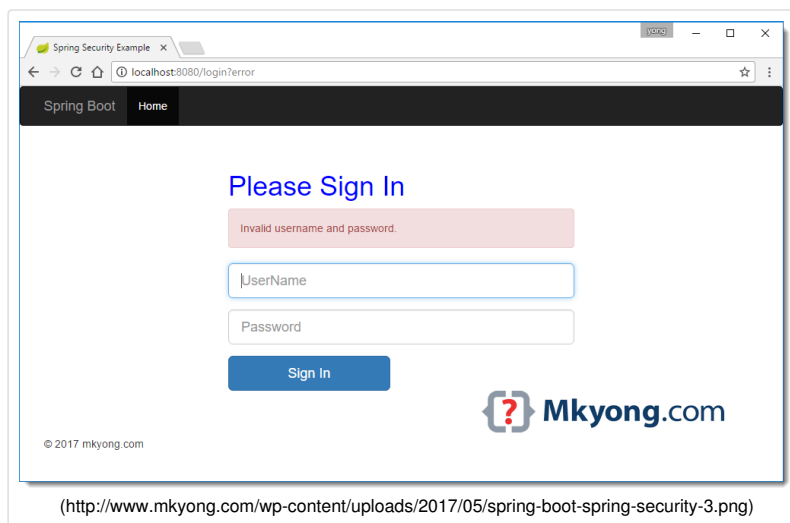 yong
Spring Security Example
localhost:8080/login?error
Spring Boot Home
Please Sign In
Invalid username and password.
UserName
Password
Sign In
{?} Mkyong.com
© 2017 mkyong.com
(http://www.mkyong.com/wp-content/uploads/2017/05/spring-boot-spring-security-3.png)